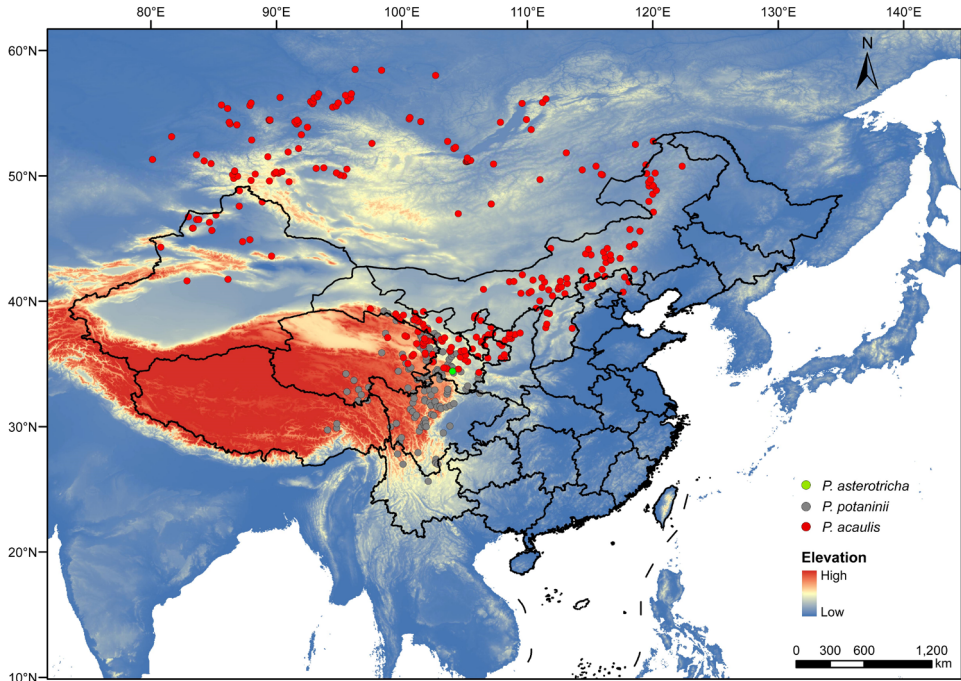 80°E 90°E 100°E 110°E 120°E 130°E 140°E
60°N
N
50°N
40°N
30°N
P. asterotricha
P. potaninii
P. acaulis
20°N
Elevation
High
Low
0 300 600 1,200
km
10°N